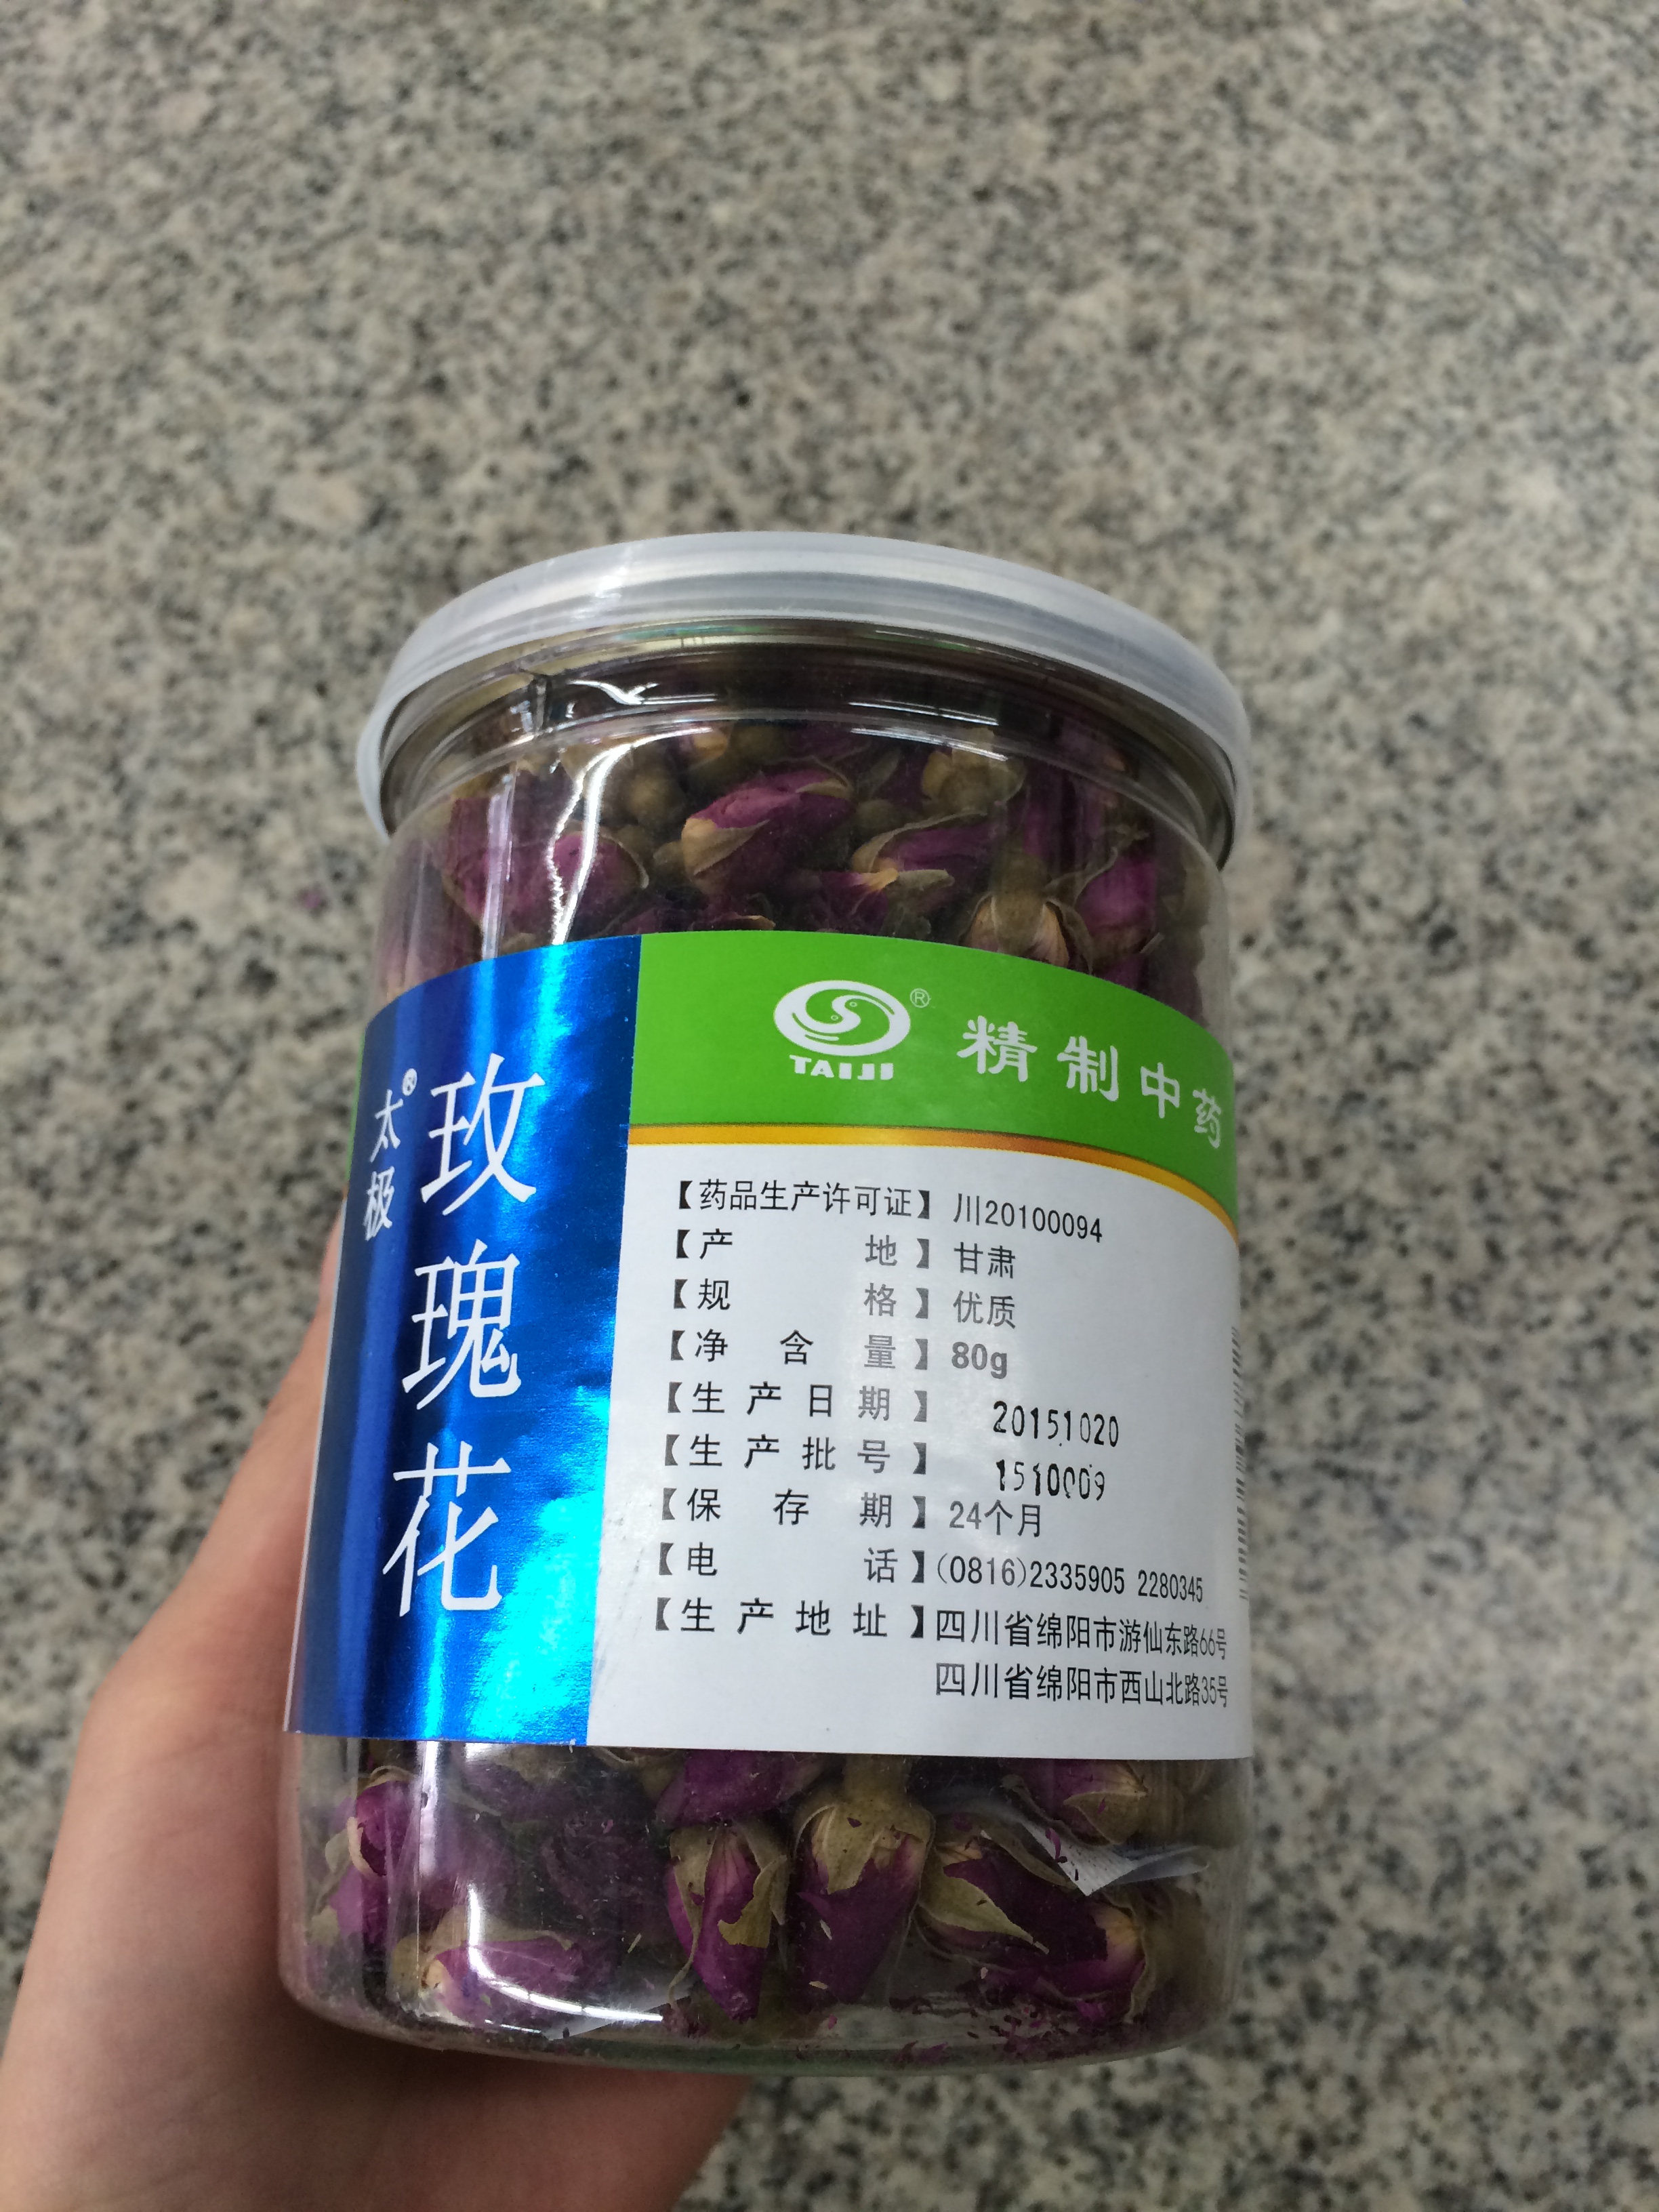 太极
玫瑰花
®
TAIJI
精制中药
【药品生产许可证】 川20100094
【产地】甘肃
【规格】优质
【净含量】80g
【生产日期】 20151020
【生产批号】 1510009
【保存期】24个月
【电话】(0816)2335905 2280345
【生产地址】四川省绵阳市游仙东路66号
四川省绵阳市西山北路35号